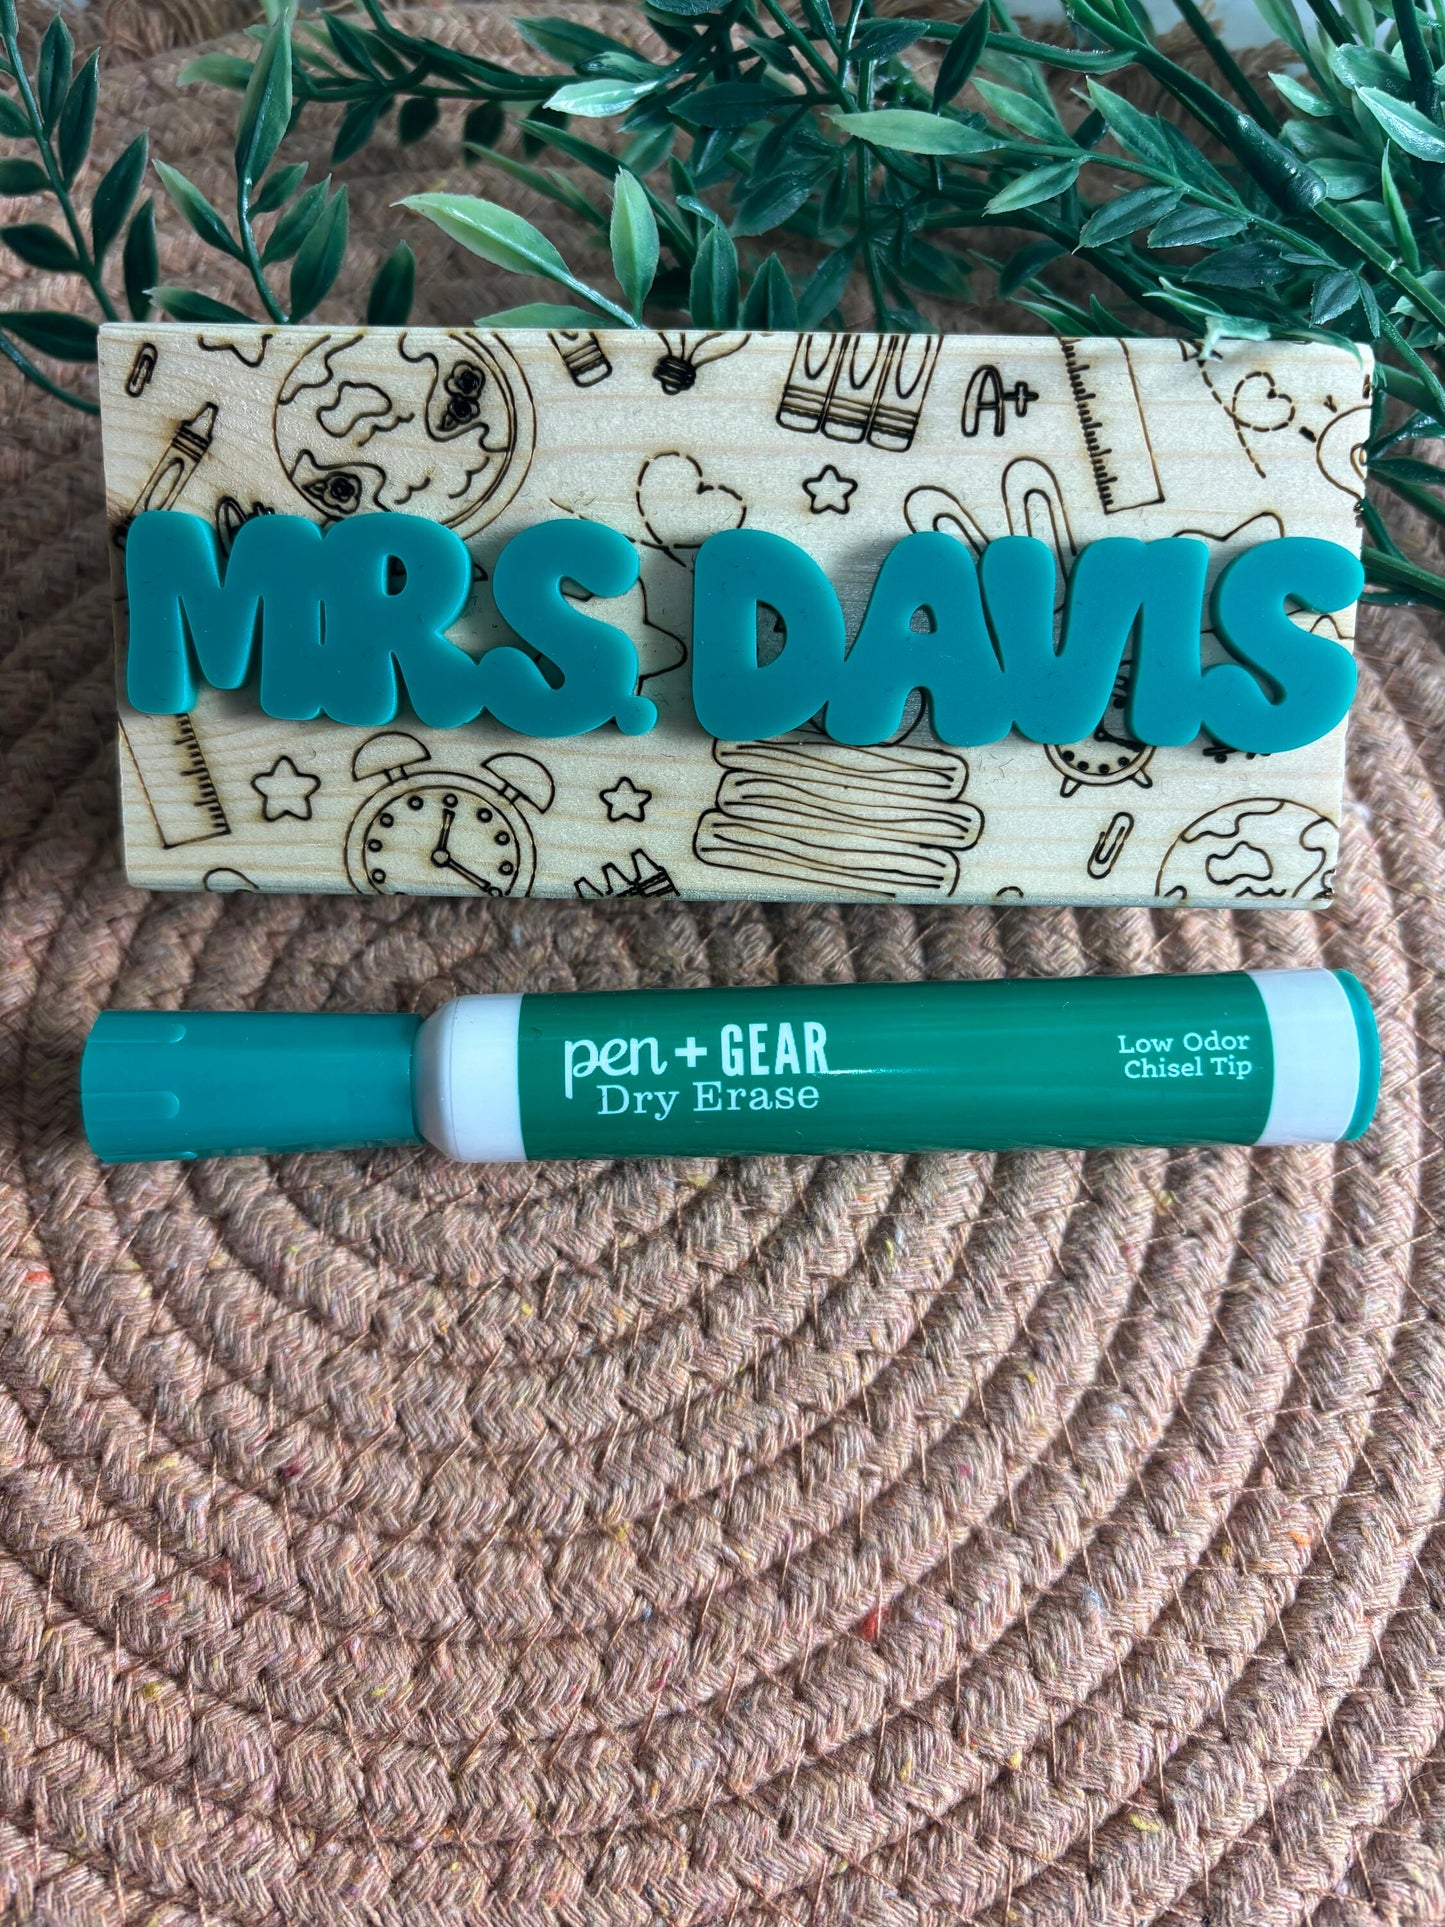 A+
A+
MRS. DAVIS
pen + GEAR
Dry Erase
Low Odor
Chisel Tip